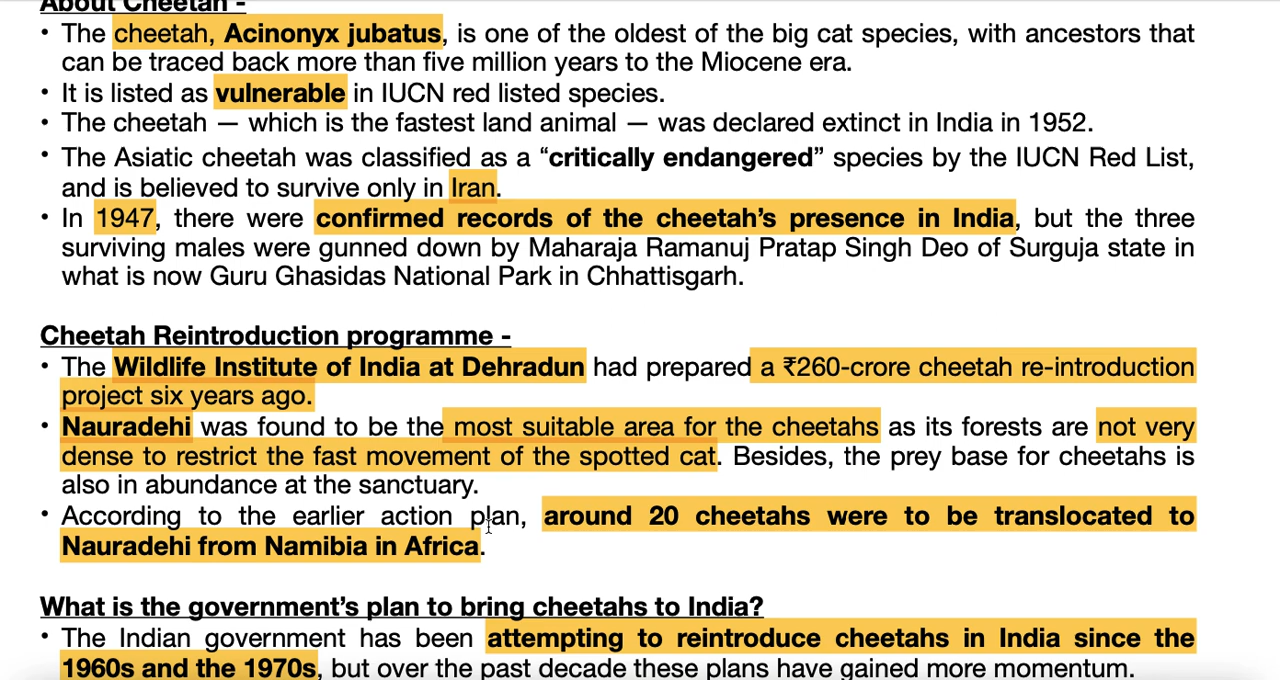 About Cheetah -
• The cheetah, Acinonyx jubatus, is one of the oldest of the big cat species, with ancestors that
can be traced back more than five million years to the Miocene era.
• It is listed as vulnerable in IUCN red listed species.
• The cheetah — which is the fastest land animal — was declared extinct in India in 1952.
• The Asiatic cheetah was classified as a “critically endangered” species by the IUCN Red List,
and is believed to survive only in Iran.
• In 1947, there were confirmed records of the cheetah’s presence in India, but the three
surviving males were gunned down by Maharaja Ramanuj Pratap Singh Deo of Surguja state in
what is now Guru Ghasidas National Park in Chhattisgarh.
Cheetah Reintroduction programme -
• The Wildlife Institute of India at Dehradun had prepared a ₹260-crore cheetah re-introduction
project six years ago.
• Nauradehi was found to be the most suitable area for the cheetahs as its forests are not very
dense to restrict the fast movement of the spotted cat. Besides, the prey base for cheetahs is
also in abundance at the sanctuary.
• According to the earlier action plan, around 20 cheetahs were to be translocated to
Nauradehi from Namibia in Africa.
What is the government’s plan to bring cheetahs to India?
• The Indian government has been attempting to reintroduce cheetahs in India since the
1960s and the 1970s, but over the past decade these plans have gained more momentum.